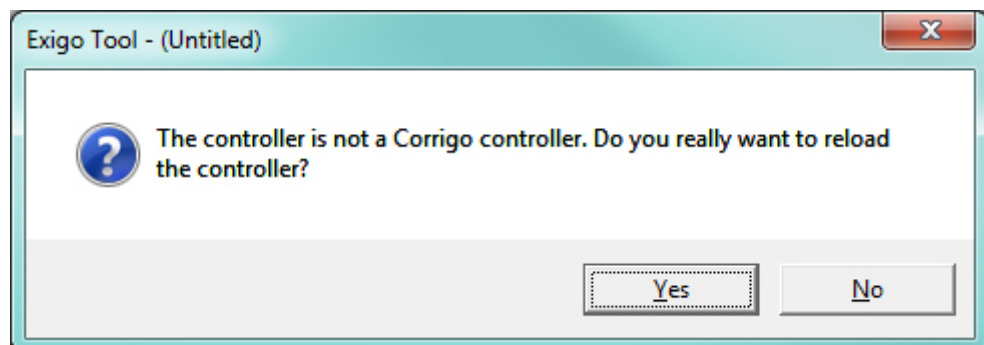 Exigo Tool - (Untitled)
The controller is not a Corrigo controller. Do you really want to reload
the controller?
Yes
No